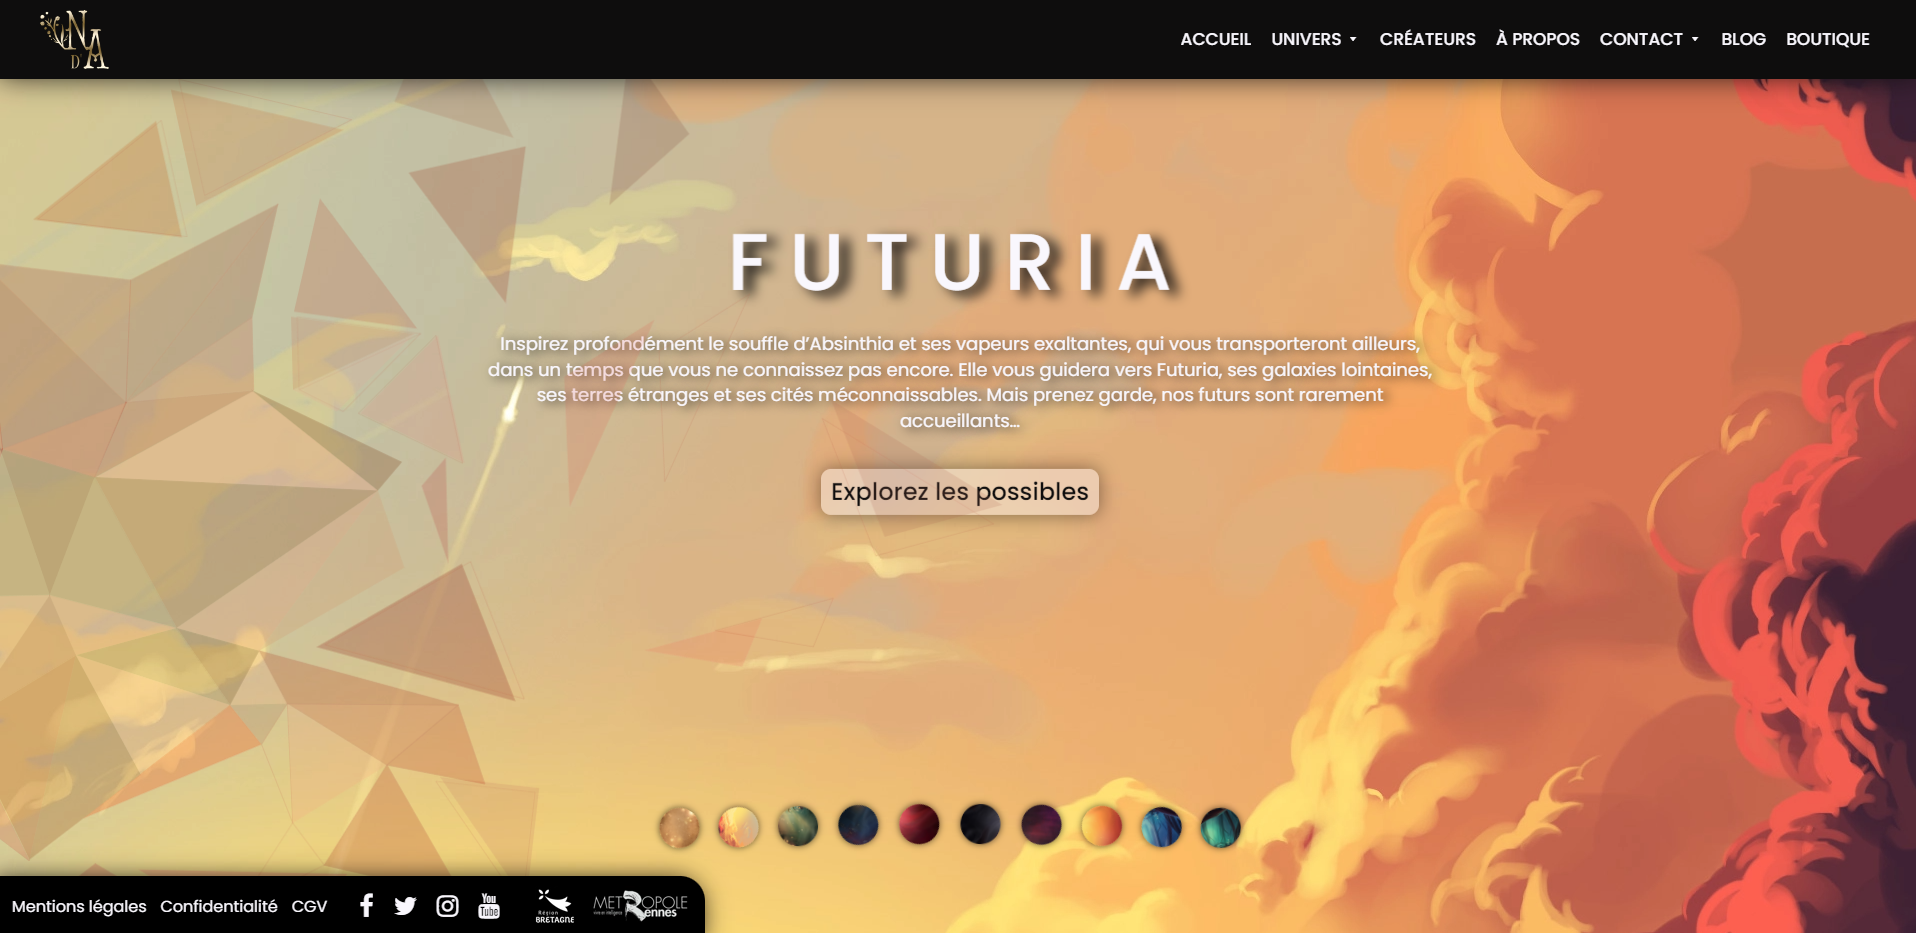 NA
D'
ACCUEIL UNIVERS CRÉATEURS À PROPOS CONTACT BLOG BOUTIQUE
FUTURIA
Inspirez profondément le souffle d’Absinthia et ses vapeurs exaltantes, qui vous transporteront ailleurs,
dans un temps que vous ne connaissez pas encore. Elle vous guidera vers Futuria, ses galaxies lointaines,
ses terres étranges et ses cités méconnaissables. Mais prenez garde, nos futurs sont rarement
accueillants...
Explorez les possibles
Mentions légales Confidentialité CGV
You
Tube
Région
BRETAGNE
METROPOLE
Rennes